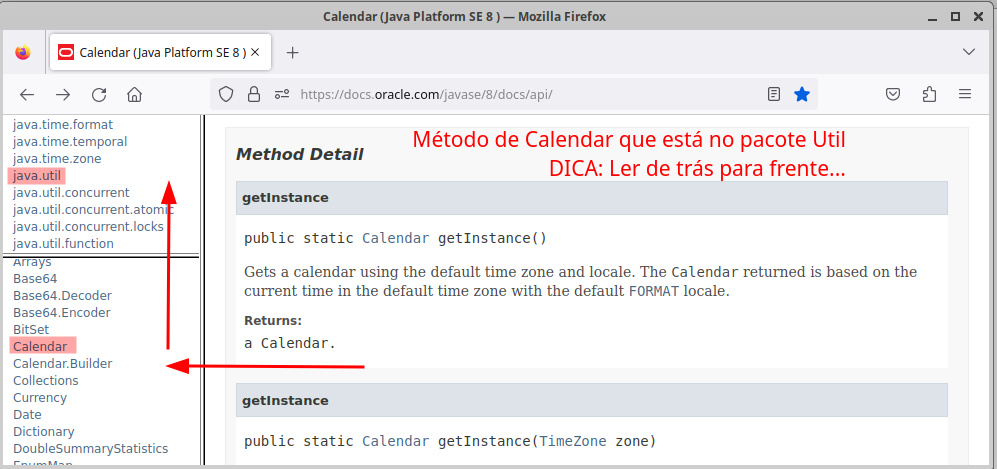 Calendar (Java Platform SE 8 ) — Mozilla Firefox
Calendar (Java Platform SE 8 )
https://docs.oracle.com/javase/8/docs/api/
java.time.format
java.time.temporal
java.time.zone
java.util
java.util.concurrent
java.util.concurrent.atomic
java.util.concurrent.locks
java.util.function
Arrays
Base64
Base64.Decoder
Base64.Encoder
BitSet
Calendar
Calendar.Builder
Collections
Currency
Date
Dictionary
DoubleSummaryStatistics
EnumMap
Método de Calendar que está no pacote Util
DICA: Ler de trás para frente...
Method Detail
getInstance
public static Calendar getInstance()
Gets a calendar using the default time zone and locale. The Calendar returned is based on the
current time in the default time zone with the default FORMAT locale.
Returns:
a Calendar.
getInstance
public static Calendar getInstance(TimeZone zone)